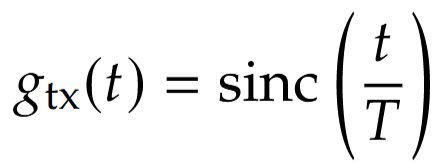 g_tx(t) = sinc(t/T)